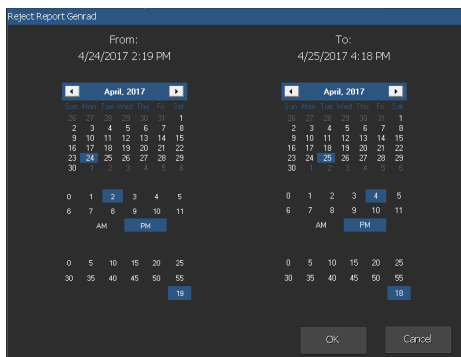 Reject Report Genrad
From: To:
4/24/2017 2:19 PM 4/25/2017 4:18 PM
April, 2017 April, 2017
Sun Mon Tue Wed Thu Fri Sat Sun Mon Tue Wed Thu Fri Sat
26 27 28 29 30 31 1 26 27 28 29 30 31 1
2 3 4 5 6 7 8 2 3 4 5 6 7 8
9 10 11 12 13 14 15 9 10 11 12 13 14 15
16 17 18 19 20 21 22 16 17 18 19 20 21 22
23 24 25 26 27 28 29 23 24 25 26 27 28 29
30 1 2 3 4 5 6 30 1 2 3 4 5 6
0 1 2 3 4 5 0 1 2 3 4 5
6 7 8 9 10 11 6 7 8 9 10 11
AM PM AM PM
0 5 10 15 20 25 0 5 10 15 20 25
30 35 40 45 50 55 30 35 40 45 50 55
19 18
OK Cancel